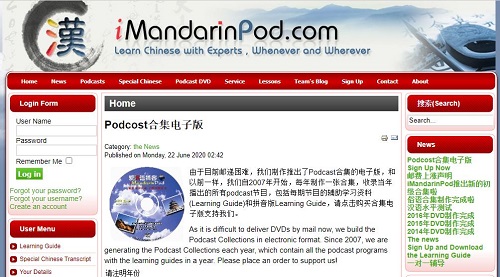 漢
iMandarinPod.com
Learn Chinese with Experts , Whenever and Wherever
Home News Podcasts Special Chinese Podcast DVD Service Lessons Team's Blog Sign Up Contact About
Login Form
User Name
Password
Remember Me
Log in
Forgot your password?
Forgot your username?
Create an account
User Menu
Learning Guide
Special Chinese Transcript
Your Details
Home
Podcost合集电子版
Category: the News
Published on Monday, 22 June 2020 02:42
由于目前邮递困难，我们制作推出了Podcast合集的电子版，和
以前一样，我们自2007年开始，每年制作一张合集，收录当年
播出的所有podcast节目，包括每期节目的辅助学习资料
(Learning Guide)和拼音版Learning Guide，请点击购买合集电
子版支持我们。
As it is difficult to deliver DVDs by mail now, we build the
Podcast Collections in electronic format. Since 2007, we are
generating the Podcast Collections each year, which contain all the podcast programs
with the learning guides in a year. Please place an order to support us!
请注明年份
搜索(Search)
Search...
News
Podcost合集电子版
Sign Up Now
邮费上涨声明
iMandarinPod推出新的初
级合集啦
俗语合集制作完成啦
汉语水平测试
2016年DVD制作完成
2015年DVD制作完成
2014年DVD制作完成
The news
Sign Up and Download
the Learning Guide
一对一辅导